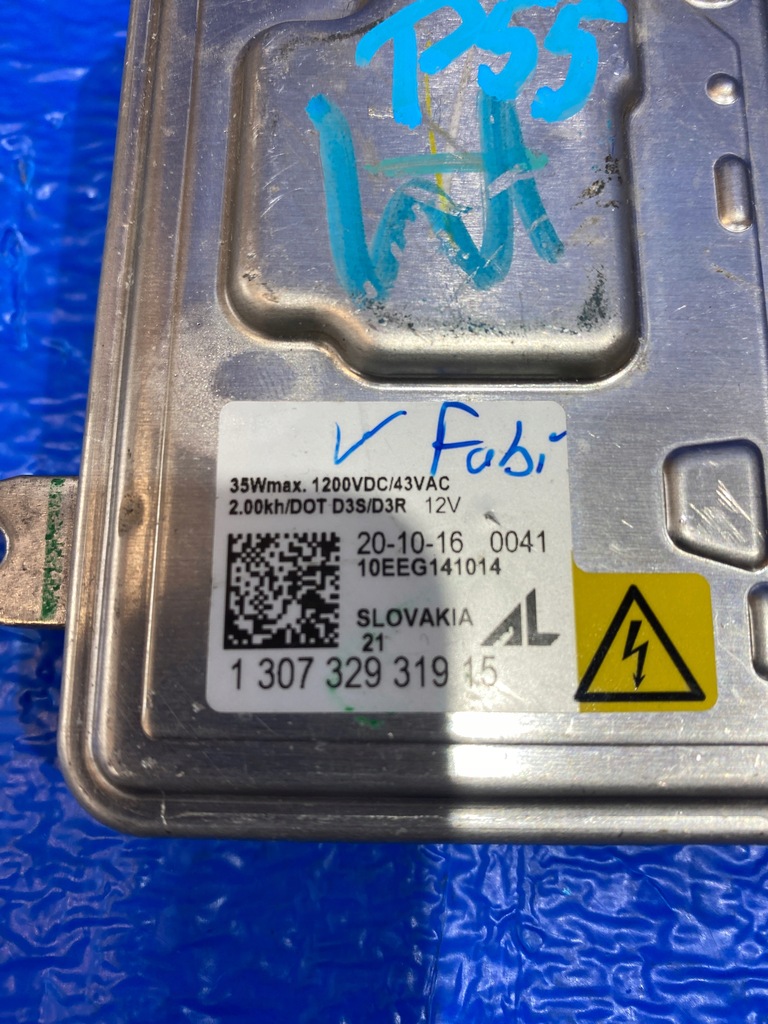 P55
V Fabi
35Wmax. 1200VDC/43VAC
2.00kh/DOT D3S/D3R 12V
20-10-16 0041
10EEG141014
SLOVAKIA AL
21
1 307 329 319 15